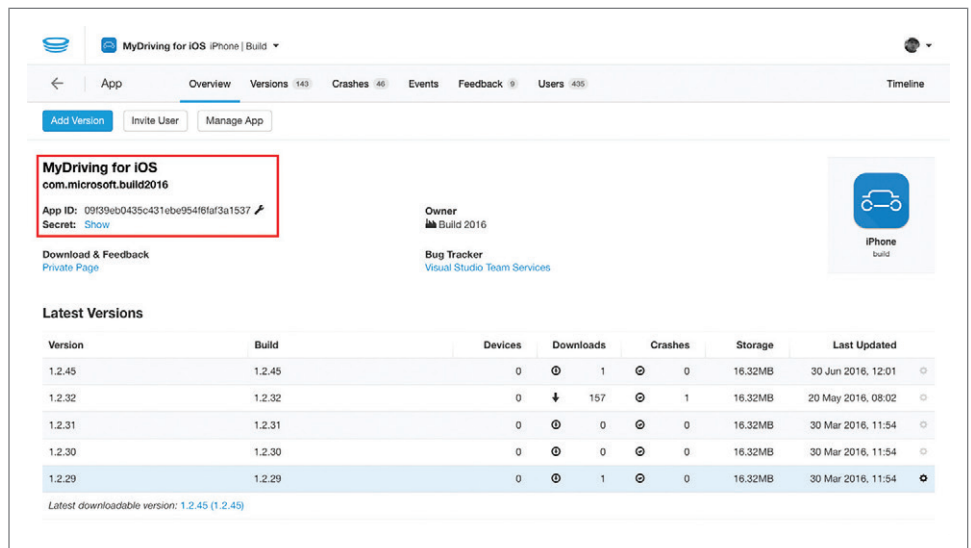 MyDriving for iOS iPhone | Build
App Overview Versions 143 Crashes 46 Events Feedback 9 Users 435 Timeline
Add Version Invite User Manage App
MyDriving for iOS
com.microsoft.build2016
App ID: 09f39eb0435c431ebe954f6faf3a1537
Secret: Show
Owner
Build 2016
Download & Feedback
Private Page
Bug Tracker
Visual Studio Team Services
iPhone
build
Latest Versions
Version Build Devices Downloads Crashes Storage Last Updated
1.2.45 1.2.45 0 1 0 16.32MB 30 Jun 2016, 12:01
1.2.32 1.2.32 0 157 1 16.32MB 20 May 2016, 08:02
1.2.31 1.2.31 0 0 0 16.32MB 30 Mar 2016, 11:54
1.2.30 1.2.30 0 0 0 16.32MB 30 Mar 2016, 11:54
1.2.29 1.2.29 0 1 0 16.32MB 30 Mar 2016, 11:54
Latest downloadable version: 1.2.45 (1.2.45)